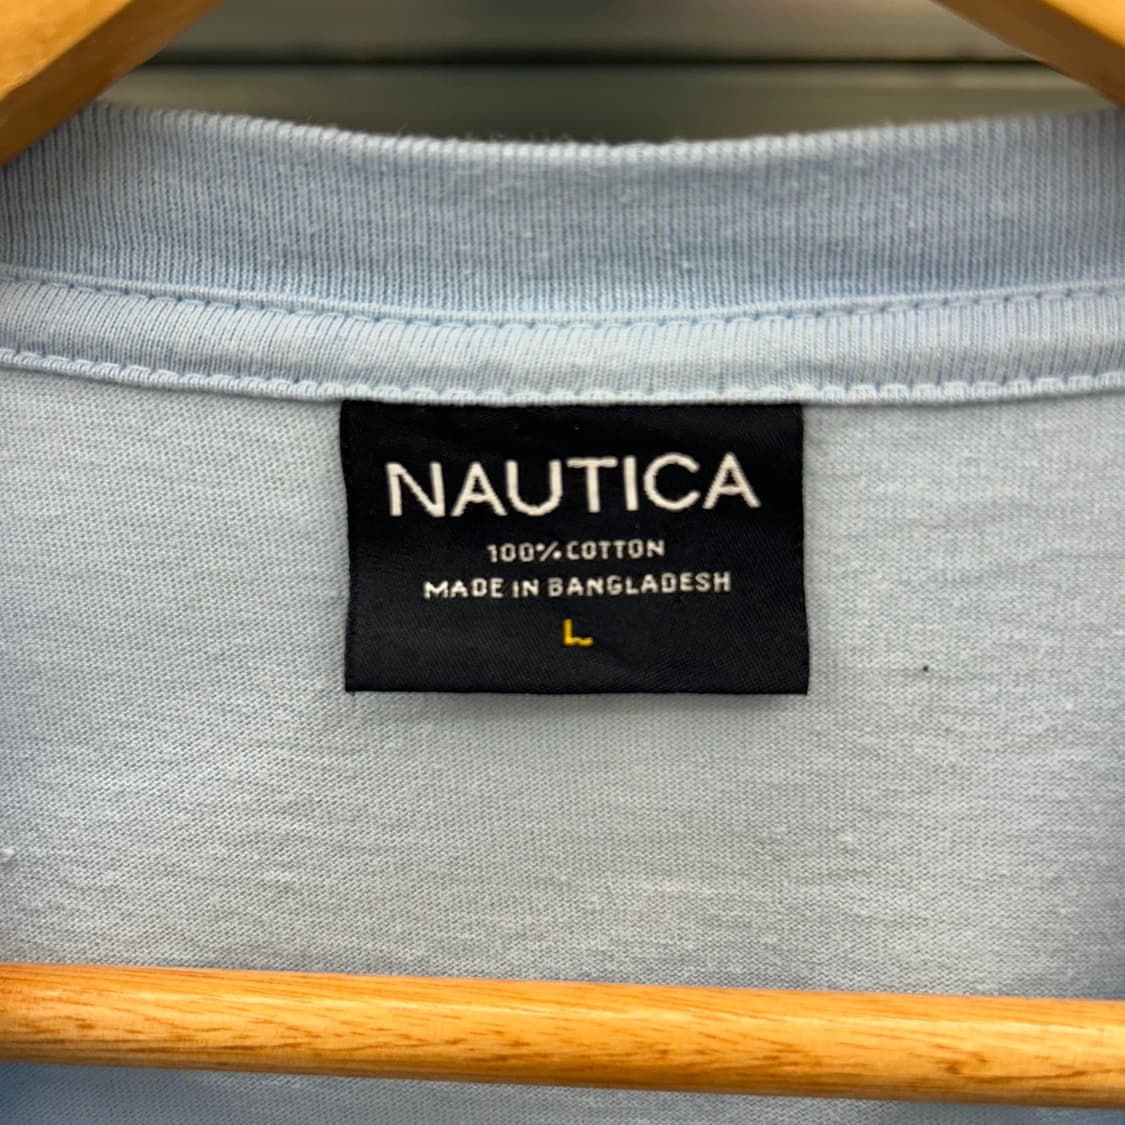 NAUTICA
100% COTTON
MADE IN BANGLADESH
L